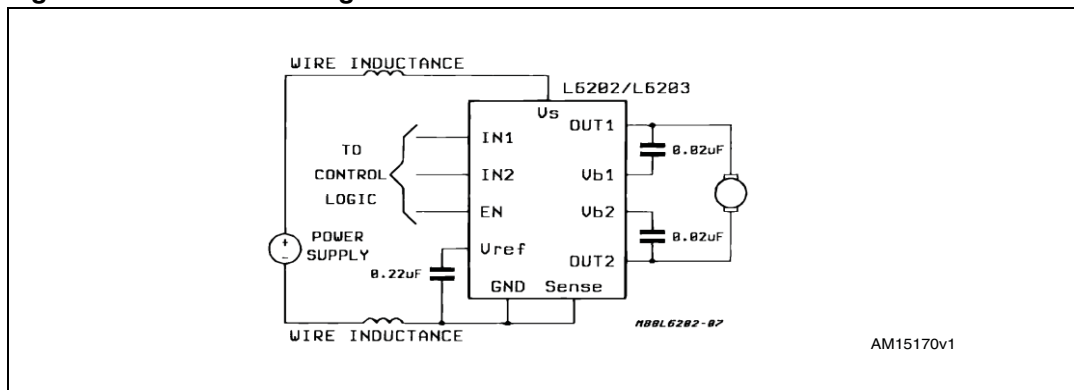 WIRE INDUCTANCE
L6202/L6203
Vs
OUT1
IN1
0.02uF
TO
CONTROL
LOGIC
IN2
Vb1
EN
Vb2
POWER
SUPPLY
+
-
Vref
0.02uF
0.22uF
OUT2
GND Sense
WIRE INDUCTANCE
M88L6202-07
AM15170v1